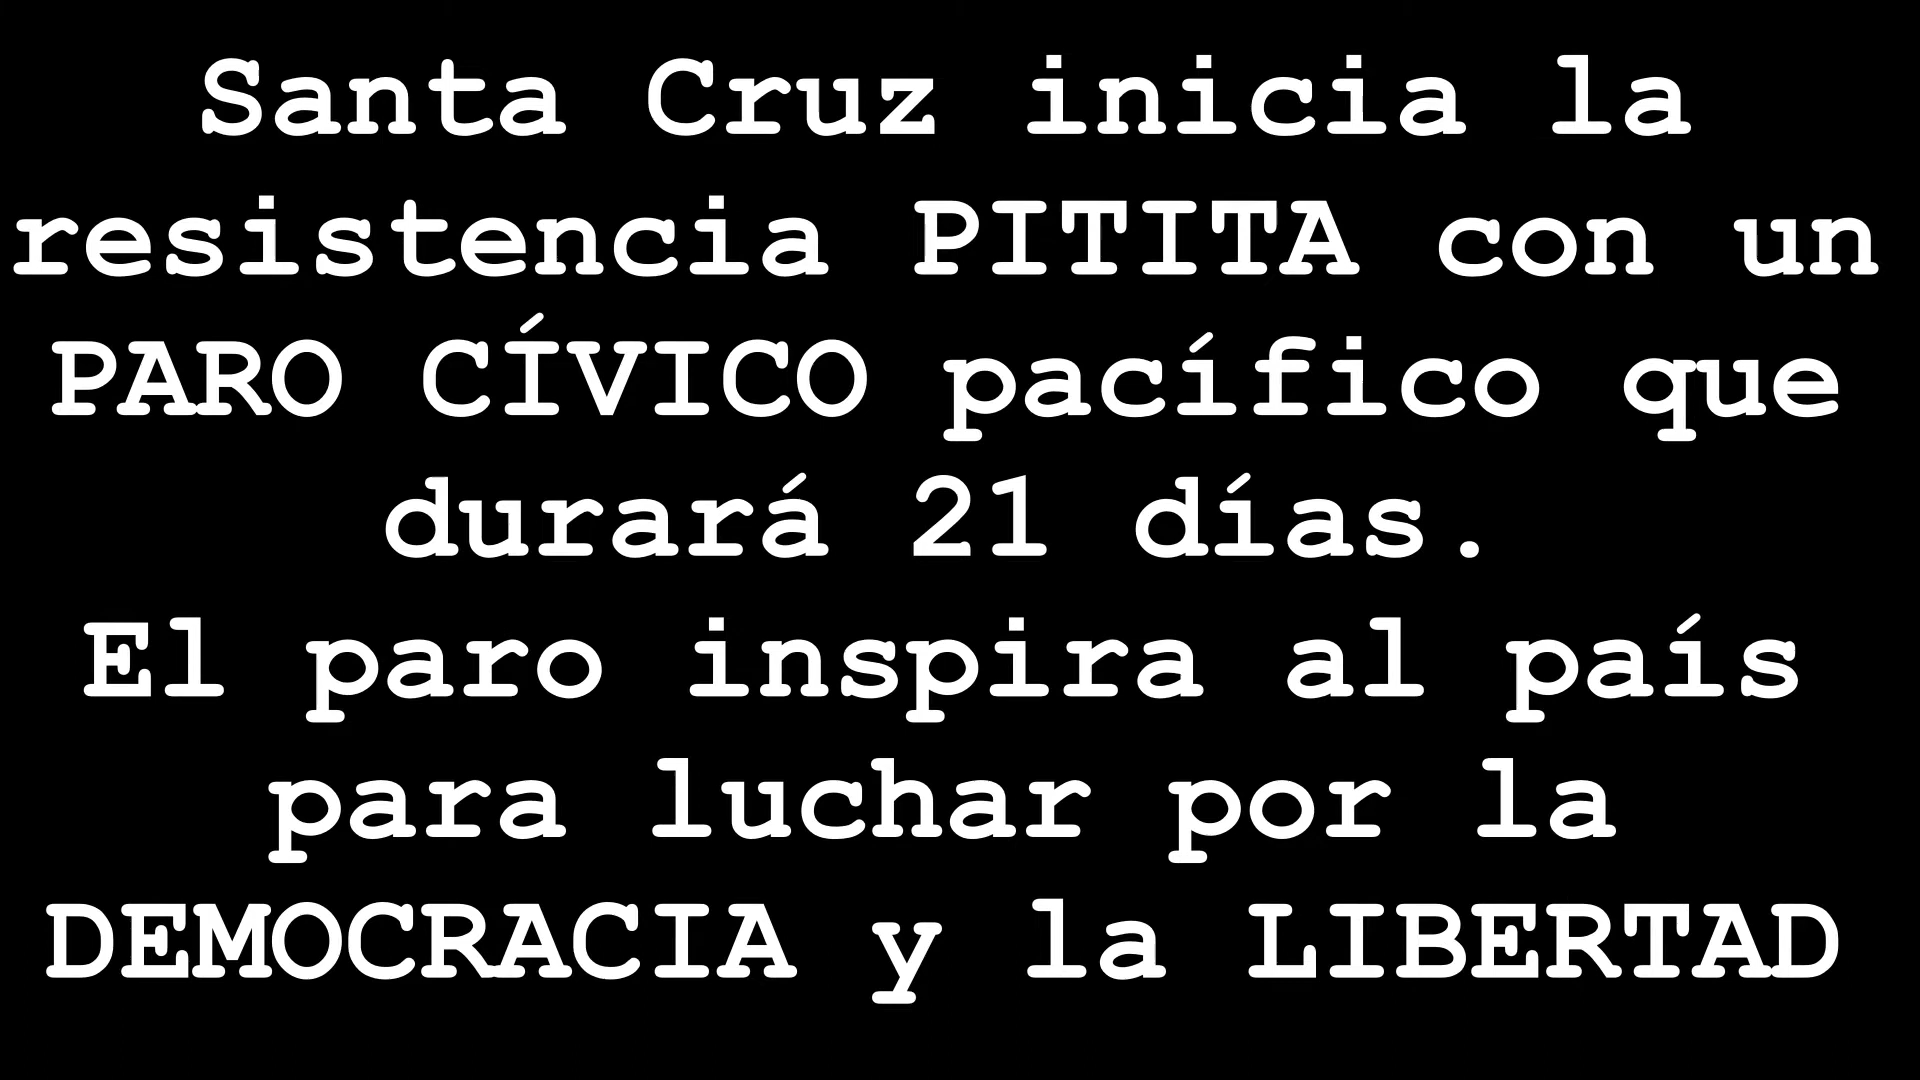 Santa Cruz inicia la
resistencia PITITA con un
PARO CÍVICO pacífico que
durará 21 días.
El paro inspira al país
para luchar por la
DEMOCRACIA y la LIBERTAD